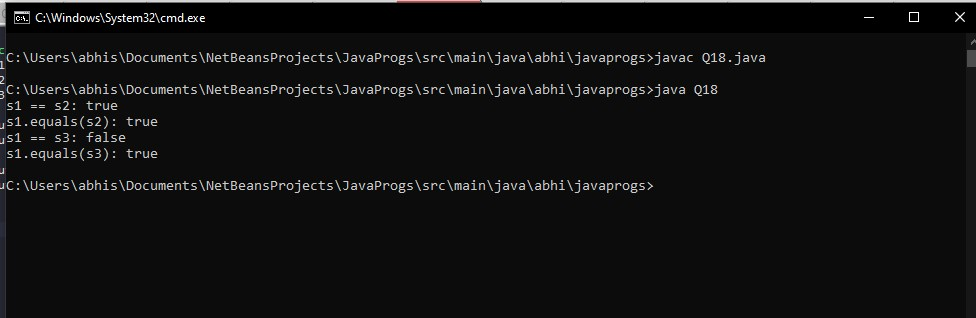 C:\Windows\System32\cmd.exe
C:\Users\abhis\Documents\NetBeansProjects\JavaProgs\src\main\java\abhi\javaprogs>javac Q18.java
C:\Users\abhis\Documents\NetBeansProjects\JavaProgs\src\main\java\abhi\javaprogs>java Q18
s1 == s2: true
s1.equals(s2): true
s1 == s3: false
s1.equals(s3): true
C:\Users\abhis\Documents\NetBeansProjects\JavaProgs\src\main\java\abhi\javaprogs>